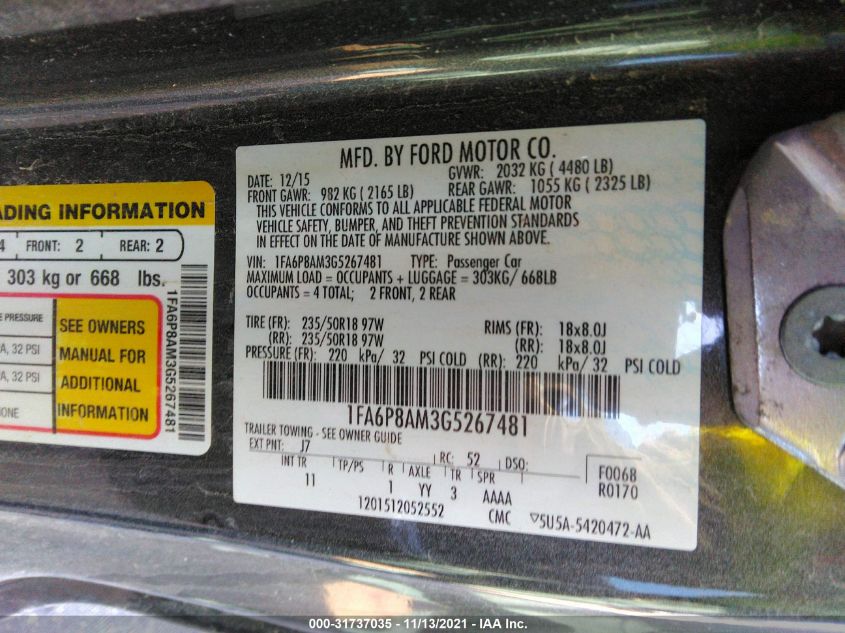 ADING INFORMATION
4 FRONT: 2 REAR: 2
303 kg or 668 lbs.
E PRESSURE
A, 32 PSI
A, 32 PSI
ONE
SEE OWNERS
MANUAL FOR
ADDITIONAL
INFORMATION
1FA6P8AM3G5267481
MFD. BY FORD MOTOR CO.
DATE: 12/15 GVWR: 2032 KG ( 4480 LB)
FRONT GAWR: 982 KG ( 2165 LB) REAR GAWR: 1055 KG ( 2325 LB)
THIS VEHICLE CONFORMS TO ALL APPLICABLE FEDERAL MOTOR
VEHICLE SAFETY, BUMPER, AND THEFT PREVENTION STANDARDS
IN EFFECT ON THE DATE OF MANUFACTURE SHOWN ABOVE.
VIN: 1FA6P8AM3G5267481 TYPE: Passenger Car
MAXIMUM LOAD = OCCUPANTS + LUGGAGE = 303KG/ 668LB
OCCUPANTS = 4 TOTAL; 2 FRONT, 2 REAR
TIRE (FR): 235/50R18 97W RIMS (FR): 18x8.0J
(RR): 235/50R18 97W (RR): 18x8.0J
PRESSURE (FR): 220 kPa/ 32 PSI COLD (RR): 220 kPa/ 32 PSI COLD
1FA6P8AM3G5267481
TRAILER TOWING - SEE OWNER GUIDE
EXT PNT: J7 RC: 52 DSO:
INT TR TP/PS R AXLE TR SPR
11 1 YY 3 AAAA
F0068
R0170
1201512052552 CMC ▽5U5A-5420472-AA
000-31737035 - 11/13/2021 - IAA Inc.